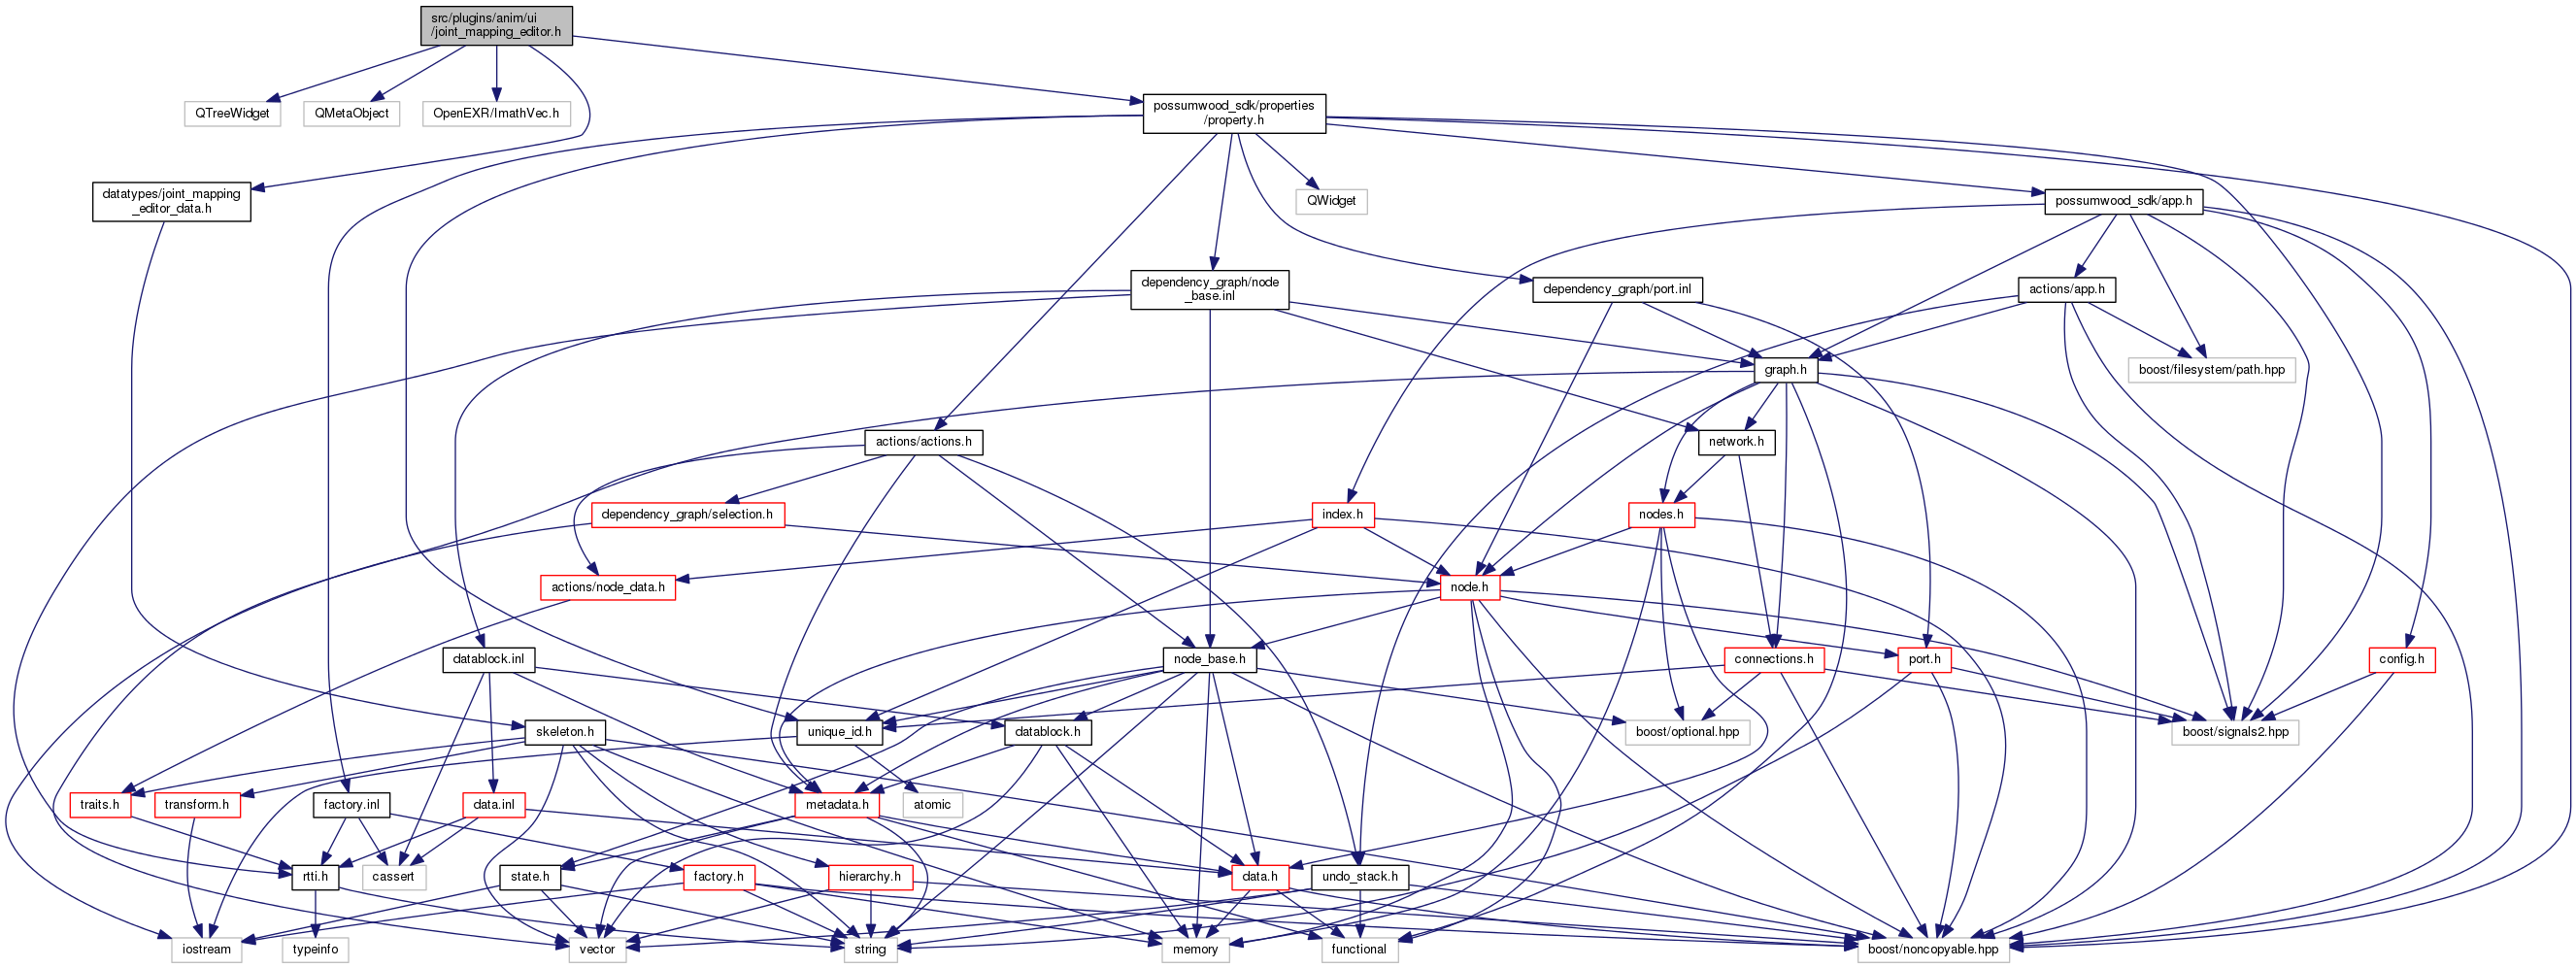 src/plugins/anim/ui
/joint_mapping_editor.h
QTreeWidget
QMetaObject
OpenEXR/ImathVec.h
possumwood_sdk/properties
/property.h
datatypes/joint_mapping
_editor_data.h
QWidget
possumwood_sdk/app.h
dependency_graph/node
_base.inl
dependency_graph/port.inl
actions/app.h
graph.h
boost/filesystem/path.hpp
actions/actions.h
network.h
dependency_graph/selection.h
index.h
nodes.h
actions/node_data.h
node.h
datablock.inl
node_base.h
connections.h
port.h
config.h
skeleton.h
unique_id.h
datablock.h
boost/optional.hpp
boost/signals2.hpp
traits.h
transform.h
factory.inl
data.inl
metadata.h
atomic
rtti.h
cassert
state.h
factory.h
hierarchy.h
data.h
undo_stack.h
iostream
typeinfo
vector
string
memory
functional
boost/noncopyable.hpp